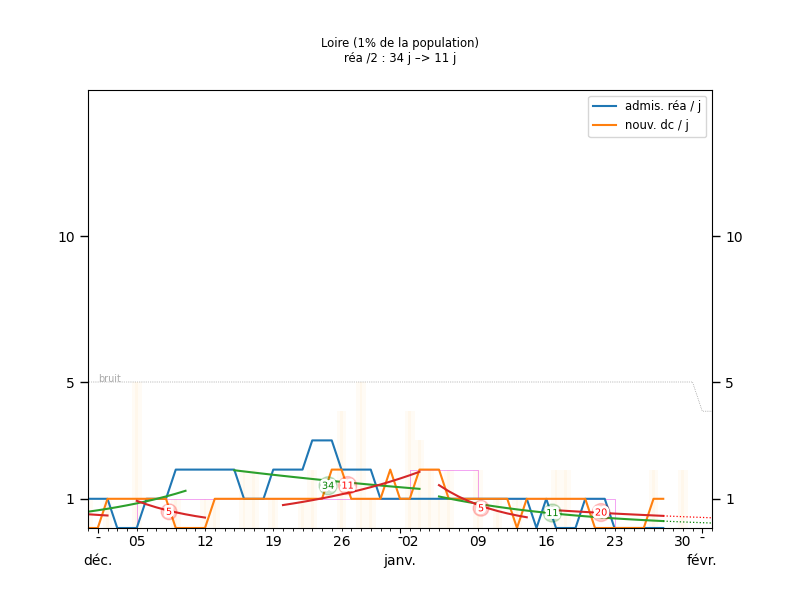 Loire (1% de la population)
réa /2 : 34 j –> 11 j
admis. réa / j
nouv. dc / j
10 10
bruit
5 5
34 11
1 1
5 5 11 20
- 05 12 19 26 - 02 09 16 23 30 -
déc. janv. févr.